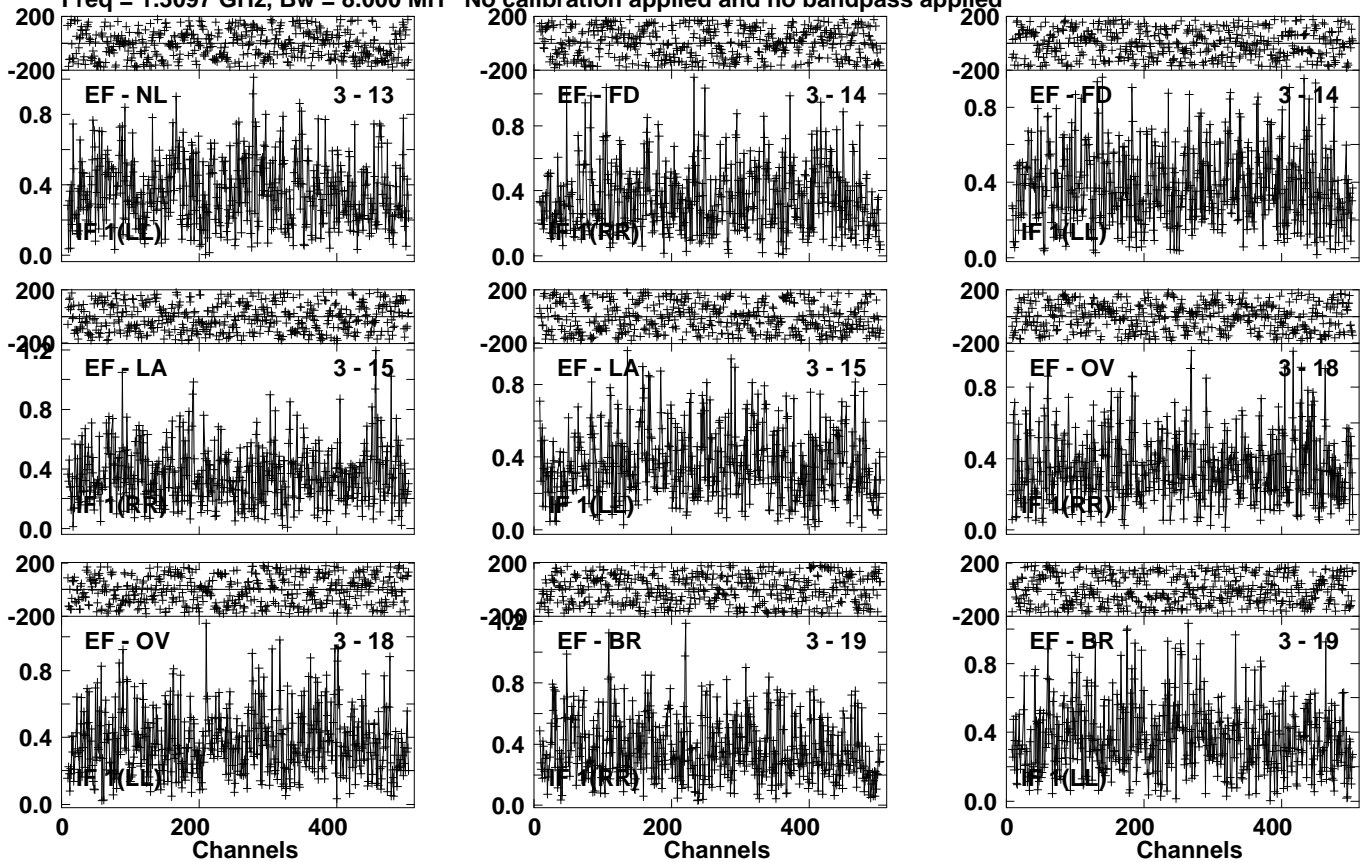 Freq = 1.5097 GHz, Bw = 8.000 MH No calibration applied and no bandpass applied
200 200 200
-200 -200 -200
EF - NL 3 - 13 EF - FD 3 - 14 EF - FD 3 - 14
0.8 0.8 0.8
0.4 0.4 0.4
IF 1(LL) IF 1(RR) IF 1(LL)
0.0 0.0 0.0
200 200 200
-200 -200 -200
1.2
EF - LA 3 - 15 EF - LA 3 - 15 EF - OV 3 - 18
0.8 0.8 0.8
0.4 0.4 0.4
IF 1(RR) IF 1(LL) IF 1(RR)
0.0 0.0 0.0
200 200 200
-200 -200 -200
1.2
EF - OV 3 - 18 EF - BR 3 - 19 EF - BR 3 - 19
0.8 0.8 0.8
0.4 0.4 0.4
IF 1(LL) IF 1(RR) IF 1(LL)
0.0 0.0 0.0
0 200 400 0 200 400 0 200 400
Channels Channels Channels